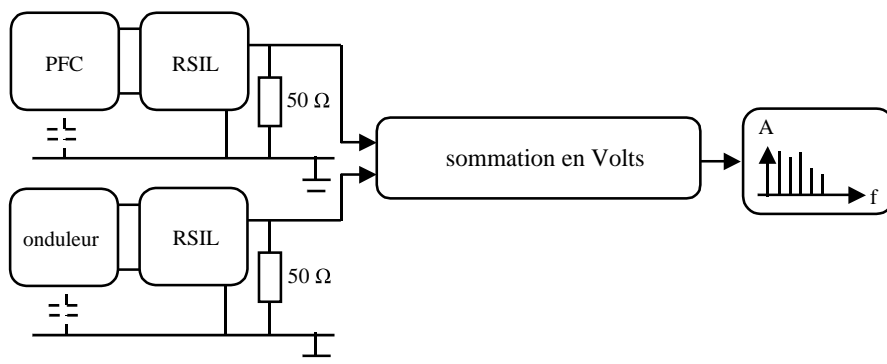 PFC
RSIL
50 Ω
sommation en Volts
A
f
onduleur
RSIL
50 Ω